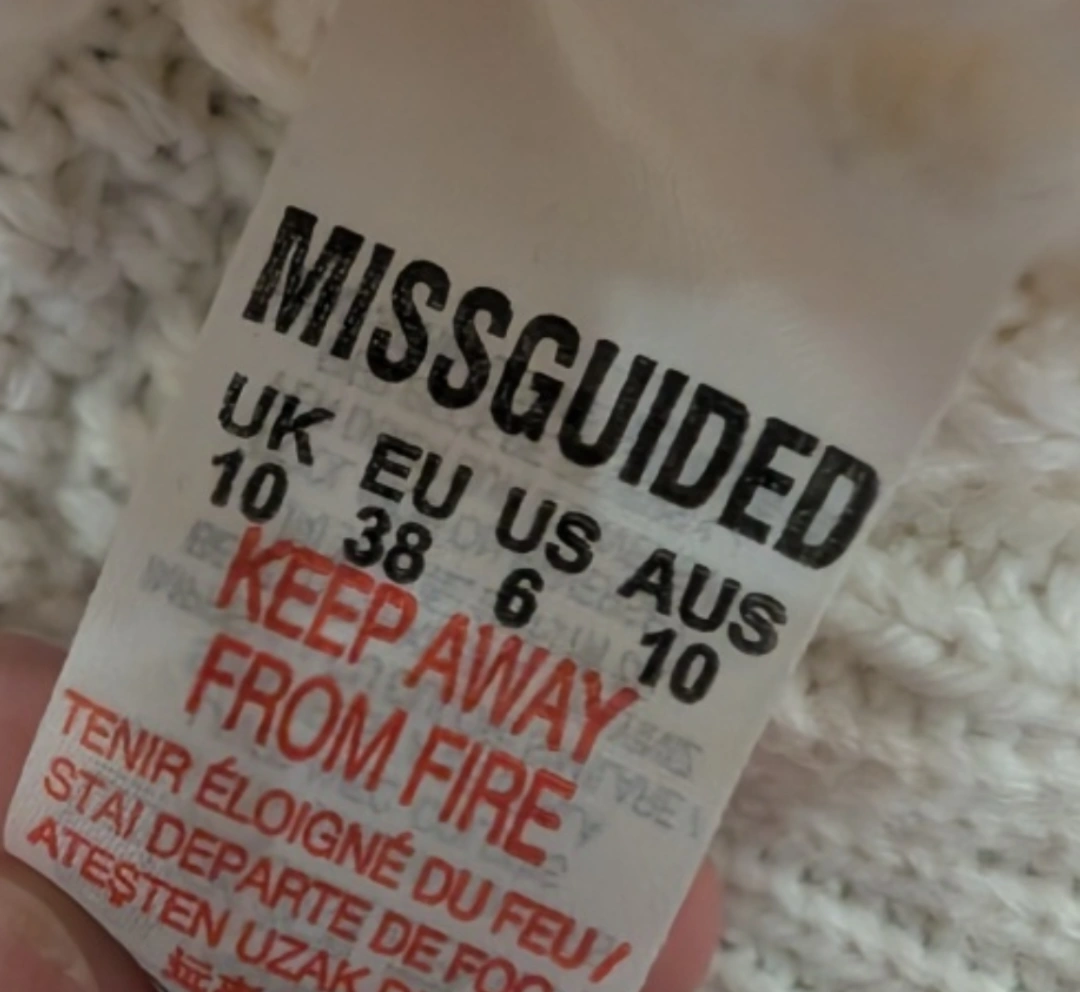 MISSGUIDED
UK EU US AUS
10 38 6 10
KEEP AWAY
FROM FIRE
TENIR ÉLOIGNÉ DU FEU /
STAI DEPARTE DE FOC
ATEŞTEN UZAK